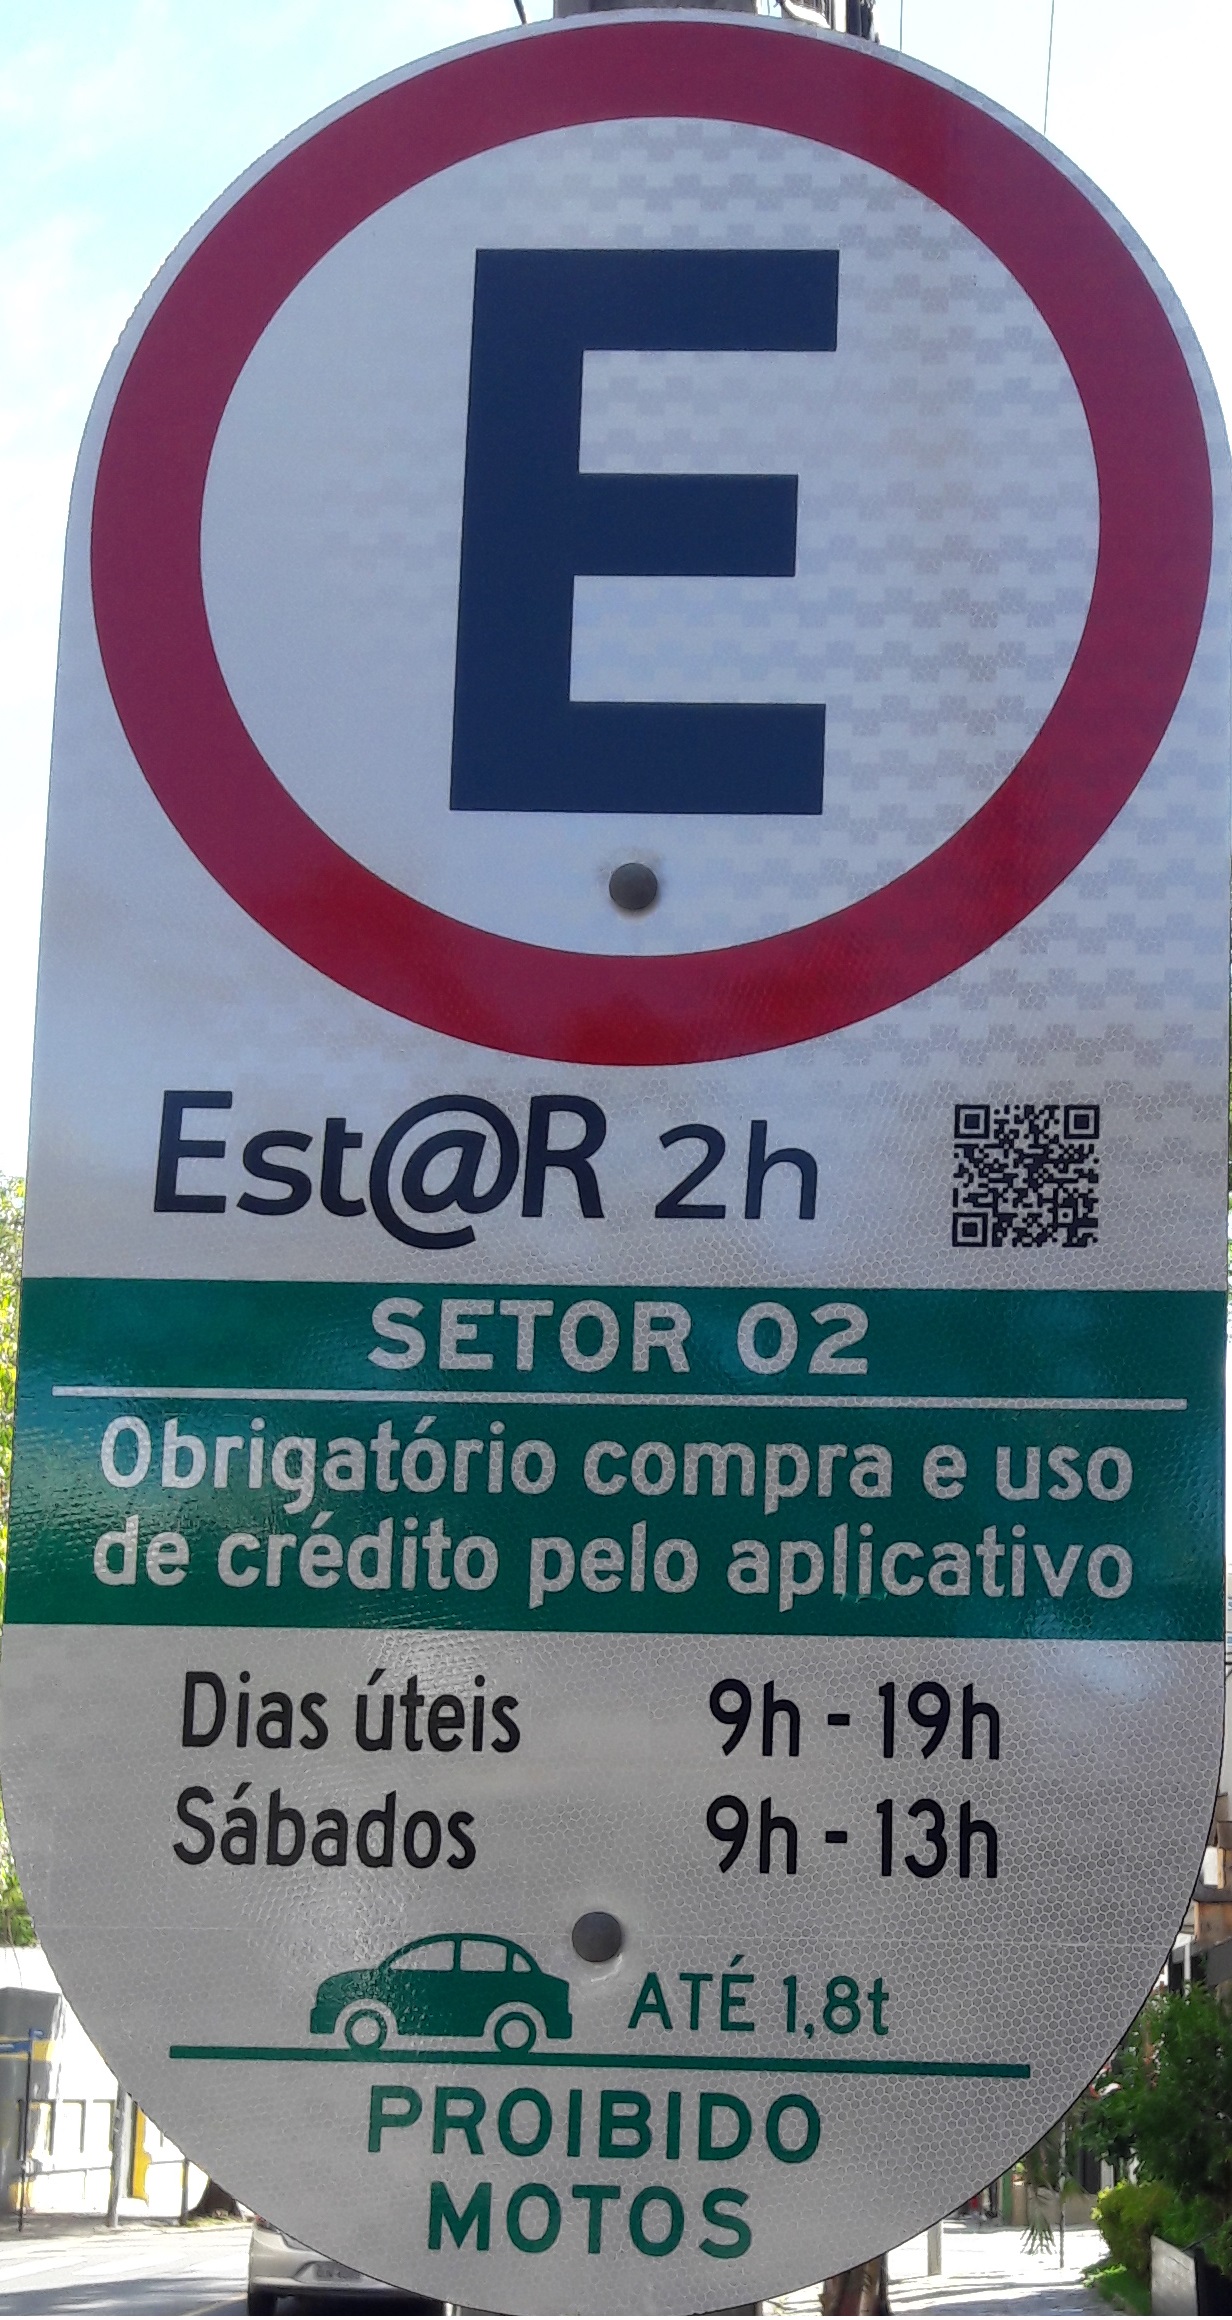 E
Est@R 2h
SETOR 02
Obrigatório compra e uso
de crédito pelo aplicativo
Dias úteis 9h - 19h
Sábados 9h - 13h
ATÉ 1,8t
PROIBIDO
MOTOS